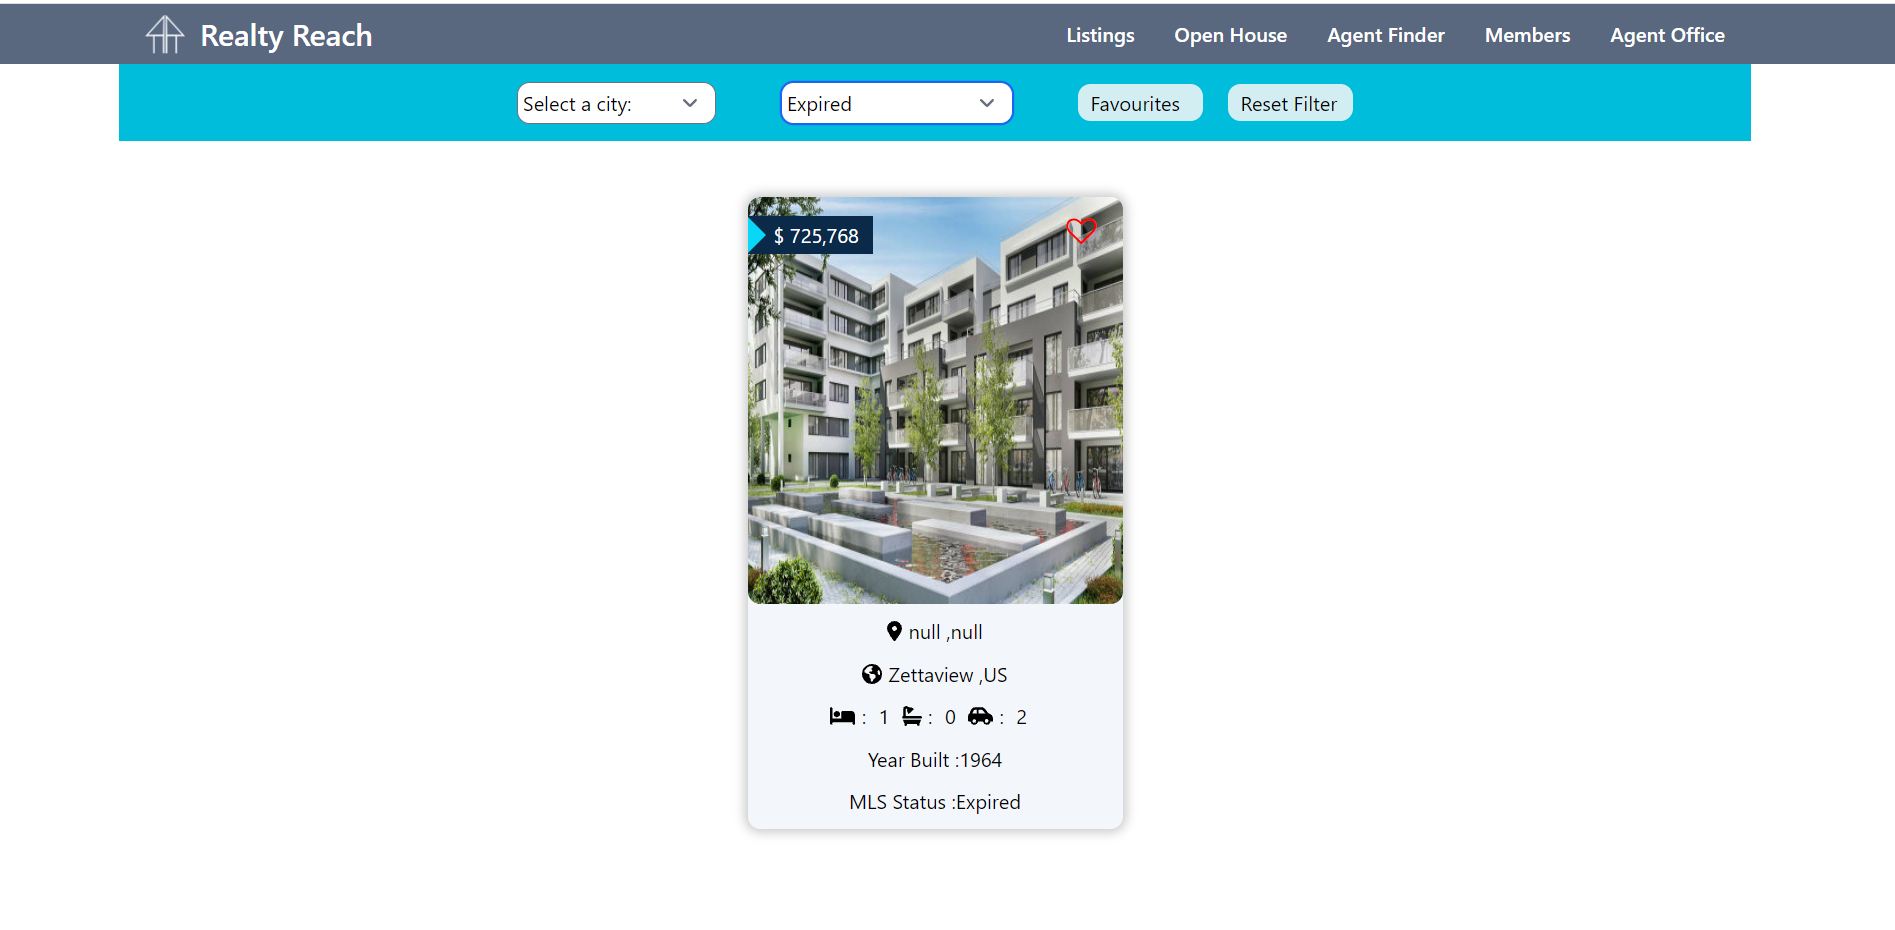 Realty Reach
Listings Open House Agent Finder Members Agent Office
Select a city: Expired Favourites Reset Filter
$ 725,768
null ,null
Zettaview ,US
: 1 : 0 : 2
Year Built :1964
MLS Status :Expired